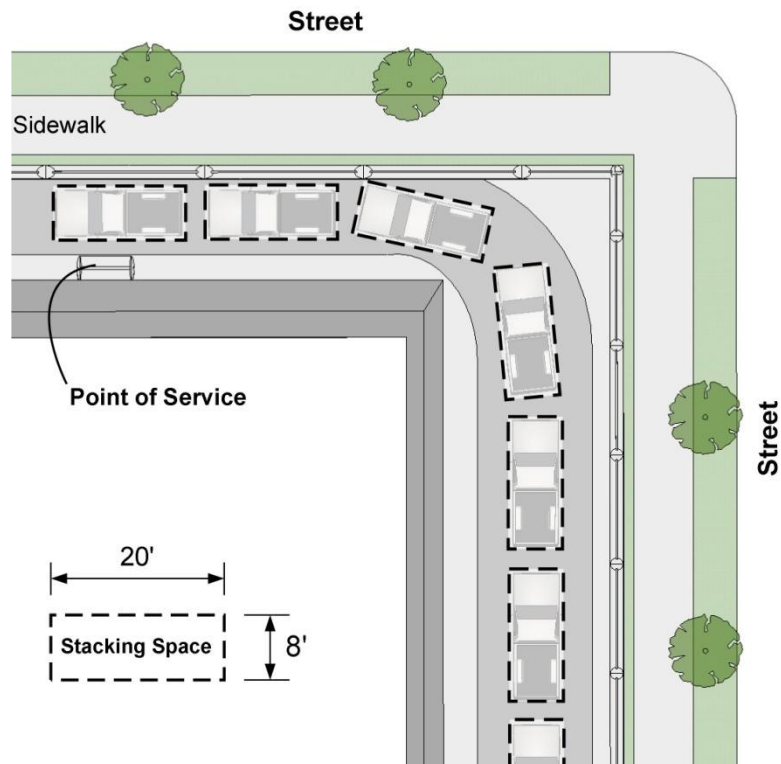 Street
Sidewalk
Point of Service
Street
20'
Stacking Space
8'